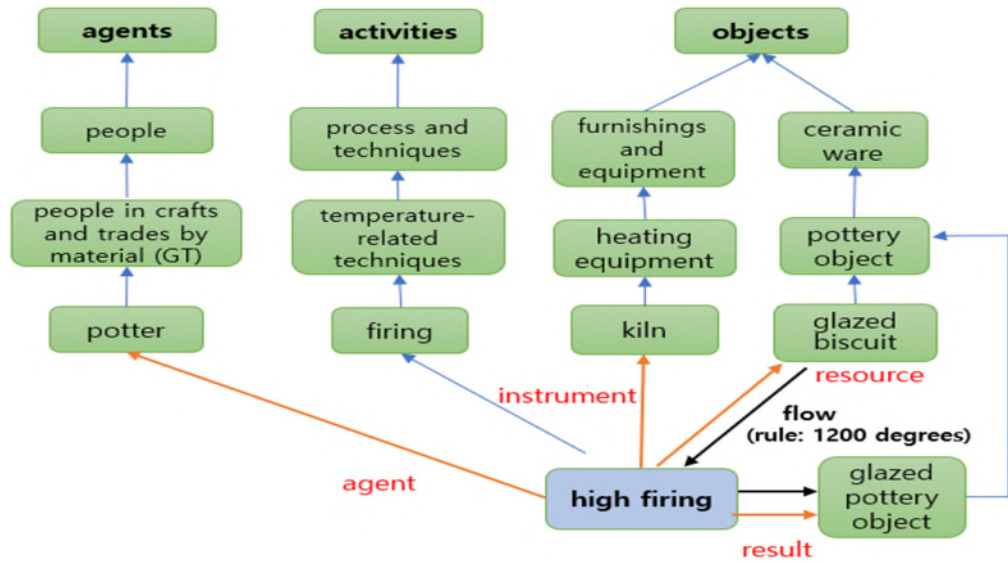 agents
activities
objects
people
process and
techniques
furnishings
and
equipment
ceramic
ware
people in crafts
and trades by
material (GT)
temperature-
related
techniques
heating
equipment
pottery
object
potter
firing
kiln
glazed
biscuit
instrument
resource
flow
(rule: 1200 degrees)
agent
high firing
glazed
pottery
object
result